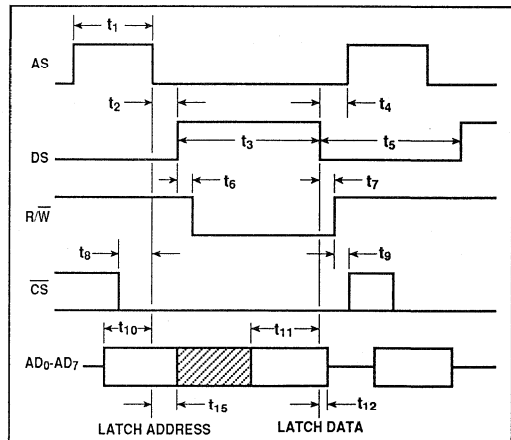 t₁
AS
t₂
t₄
t₃
t₅
DS
t₆
t₇
R/W̅
t₈
t₉
C̅S̅
t₁₀
t₁₁
AD₀-AD₇
t₁₅
t₁₂
LATCH ADDRESS
LATCH DATA